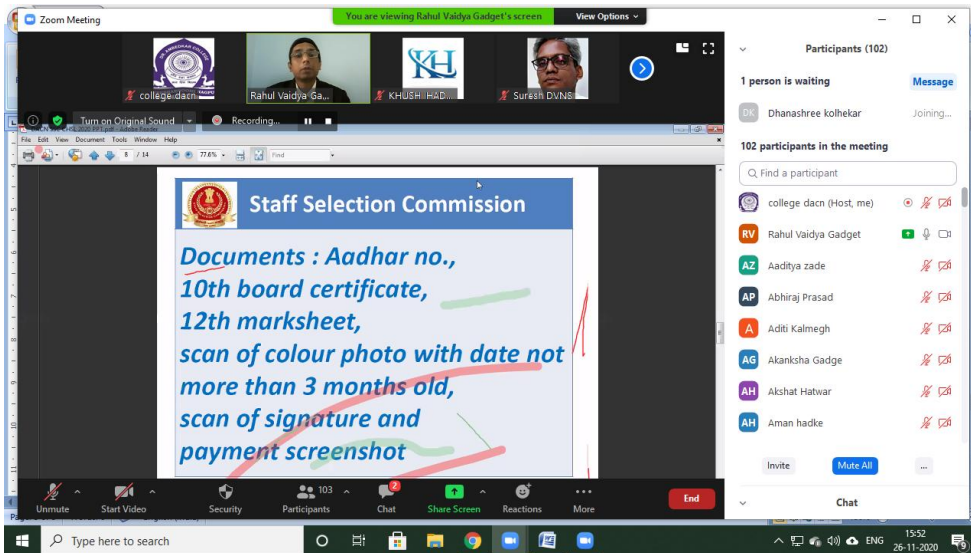 Zoom Meeting
You are viewing Rahul Vaidya Gadget's screen
View Options
college dacn
Rahul Vaidya Ga...
KHUSHI HAD...
Suresh DVNS
Turn on Original Sound
Recording...
File Edit View Document Tools Window Help
8 / 14
77.6%
Find
Staff Selection Commission
Documents : Aadhar no.,
10th board certificate,
12th marksheet,
scan of colour photo with date not
more than 3 months old,
scan of signature and
payment screenshot
Unmute
Start Video
Security
103
Participants
2
Chat
Share Screen
Reactions
More
End
Participants (102)
1 person is waiting
Message
DK Dhanashree kolhekar Joining...
102 participants in the meeting
Find a participant
college dacn (Host, me)
RV Rahul Vaidya Gadget
AZ Aaditya zade
AP Abhiraj Prasad
A Aditi Kalmegh
AG Akanksha Gadge
AH Akshat Hatwar
AH Aman hadke
Invite
Mute All
...
Chat
Type here to search
ENG
15:52
26-11-2020